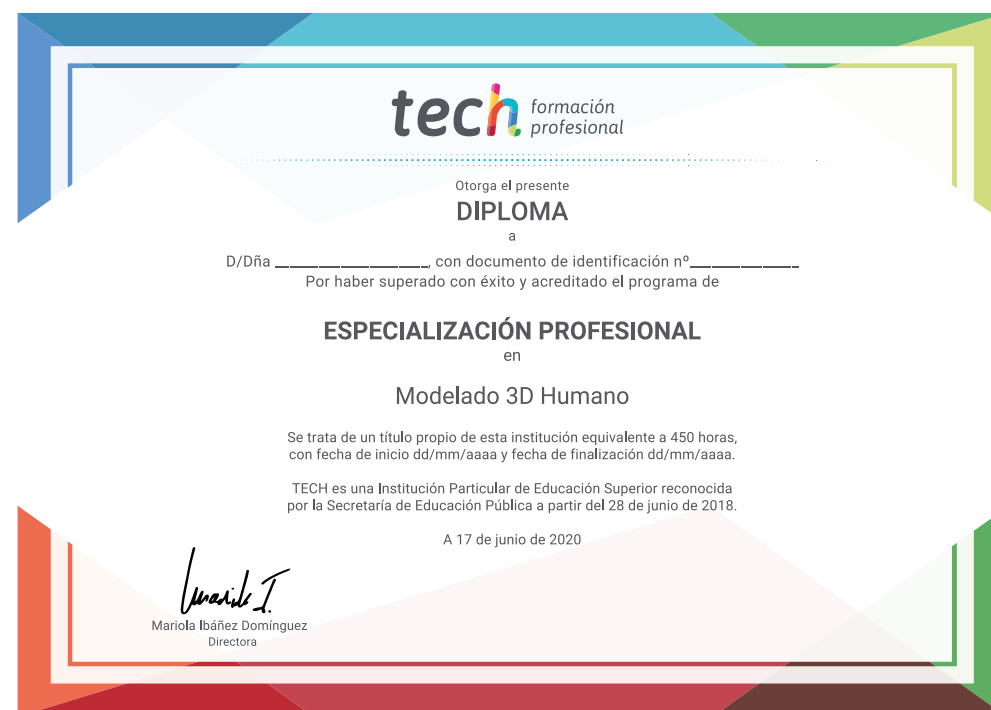 tech formación
profesional
Otorga el presente
DIPLOMA
a
D/Dña ____________________, con documento de identificación nº______________
Por haber superado con éxito y acreditado el programa de
ESPECIALIZACIÓN PROFESIONAL
en
Modelado 3D Humano
Se trata de un título propio de esta institución equivalente a 450 horas,
con fecha de inicio dd/mm/aaaa y fecha de finalización dd/mm/aaaa.
TECH es una Institución Particular de Educación Superior reconocida
por la Secretaría de Educación Pública a partir del 28 de junio de 2018.
A 17 de junio de 2020
Mariola Ibáñez Domínguez
Directora